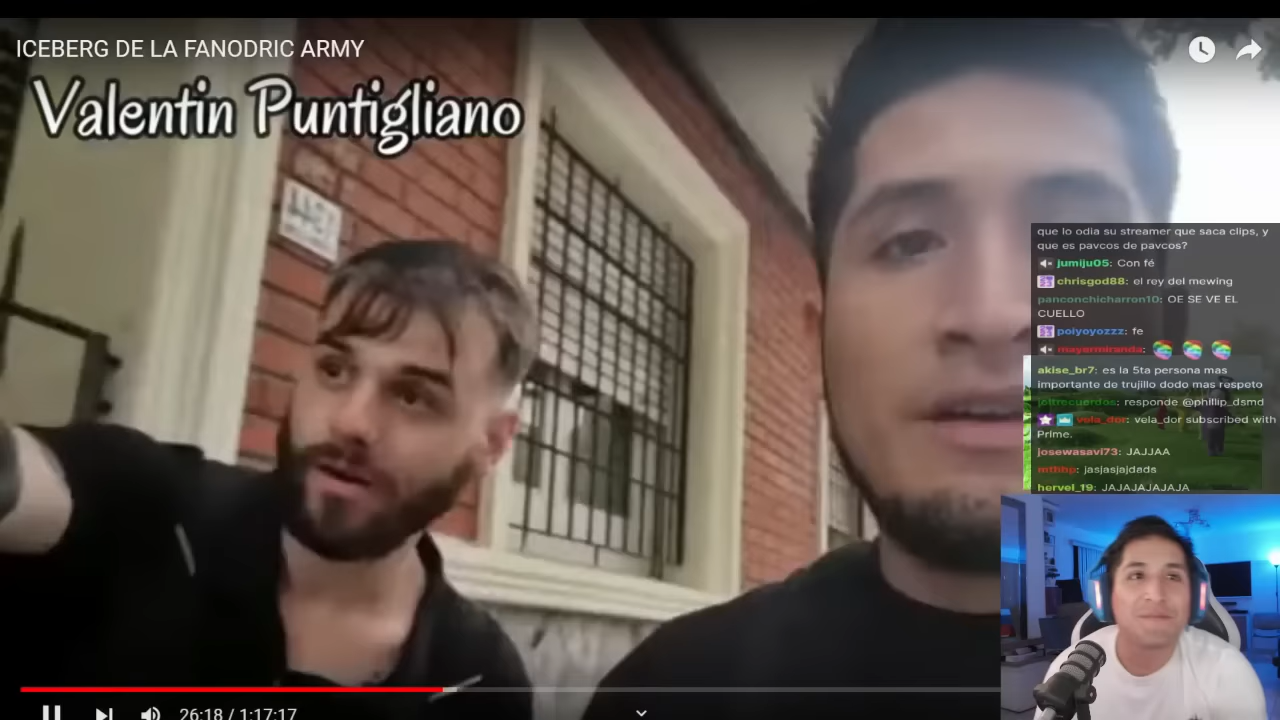 ICEBERG DE LA FANODRIC ARMY
Valentin Puntigliano
que lo odia su streamer que saca clips, y
que es pavcos de pavcos?
jumiju05: Con fé
chrisgod88: el rey del mewing
panconchicharron10: OE SE VE EL
CUELLO
poiyoyozzz: fe
mayermiranda:
akise_br7: es la 5ta persona mas
importante de trujillo dodo mas respeto
responde @phillip_dsmd
vela_dor: vela_dor subscribed with
Prime.
josewasavi73: JAJJAA
mtbhp: jasjasjajdads
hervel_19: JAJAJAJAJAJA
26:18 / 1:17:17